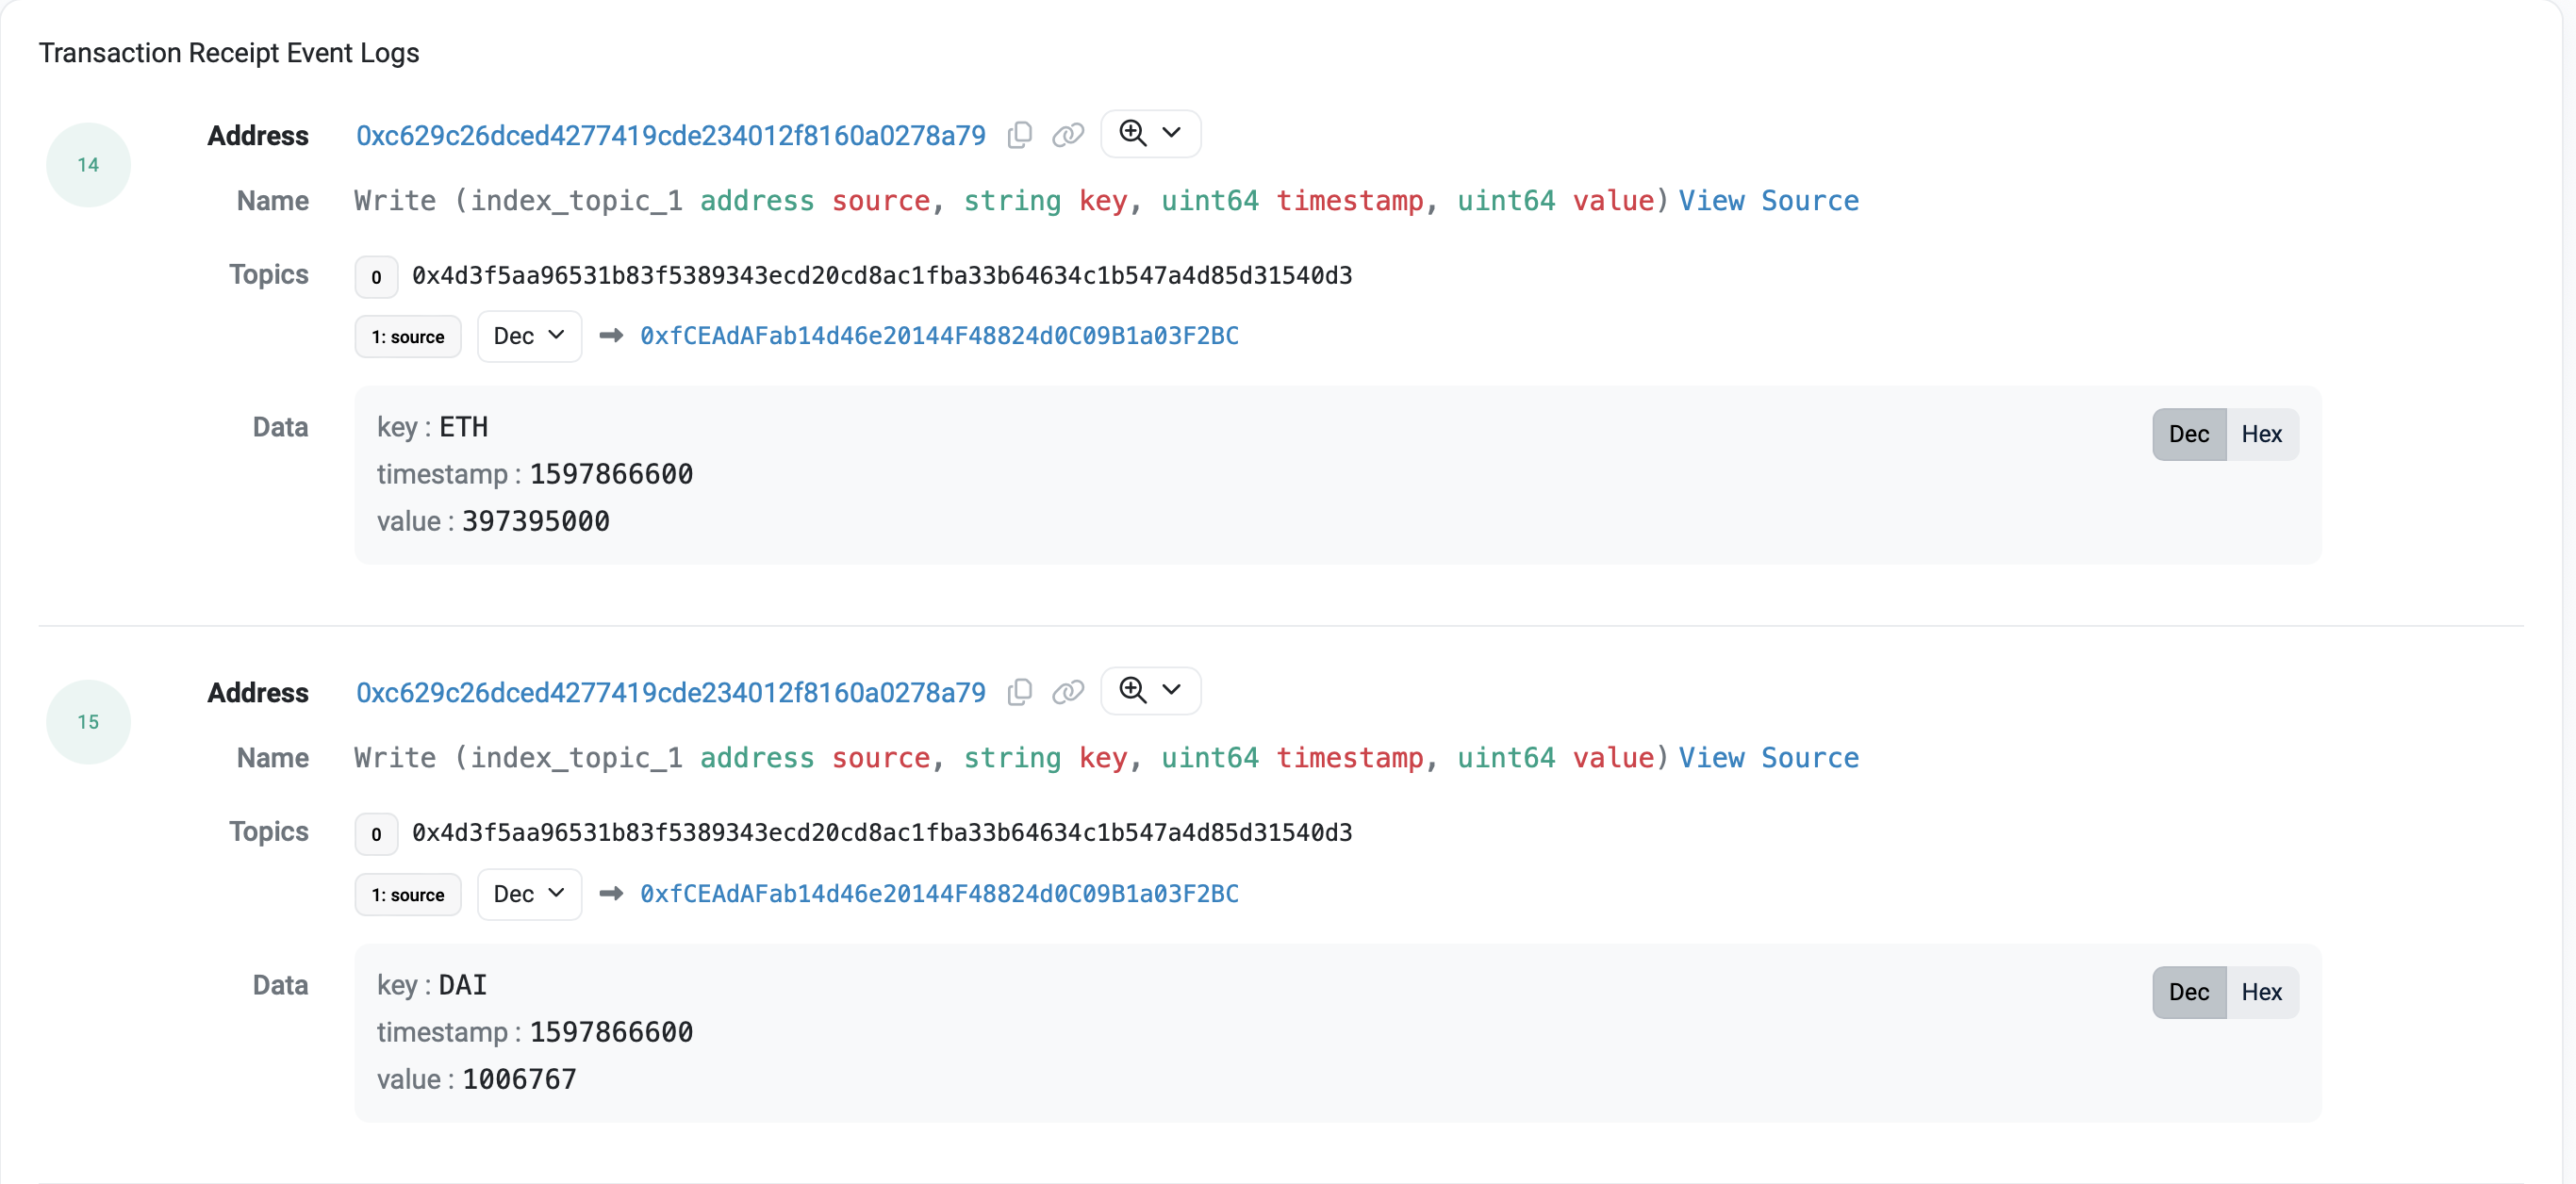 Transaction Receipt Event Logs
14
Address 0xc629c26dced4277419cde234012f8160a0278a79
Name Write (index_topic_1 address source, string key, uint64 timestamp, uint64 value) View Source
Topics 0 0x4d3f5aa96531b83f5389343ecd20cd8ac1fba33b64634c1b547a4d85d31540d3
1: source Dec 0xfCEAdAFab14d46e20144F48824d0C09B1a03F2BC
Data key : ETH Dec Hex
timestamp : 1597866600
value : 397395000
15
Address 0xc629c26dced4277419cde234012f8160a0278a79
Name Write (index_topic_1 address source, string key, uint64 timestamp, uint64 value) View Source
Topics 0 0x4d3f5aa96531b83f5389343ecd20cd8ac1fba33b64634c1b547a4d85d31540d3
1: source Dec 0xfCEAdAFab14d46e20144F48824d0C09B1a03F2BC
Data key : DAI Dec Hex
timestamp : 1597866600
value : 1006767